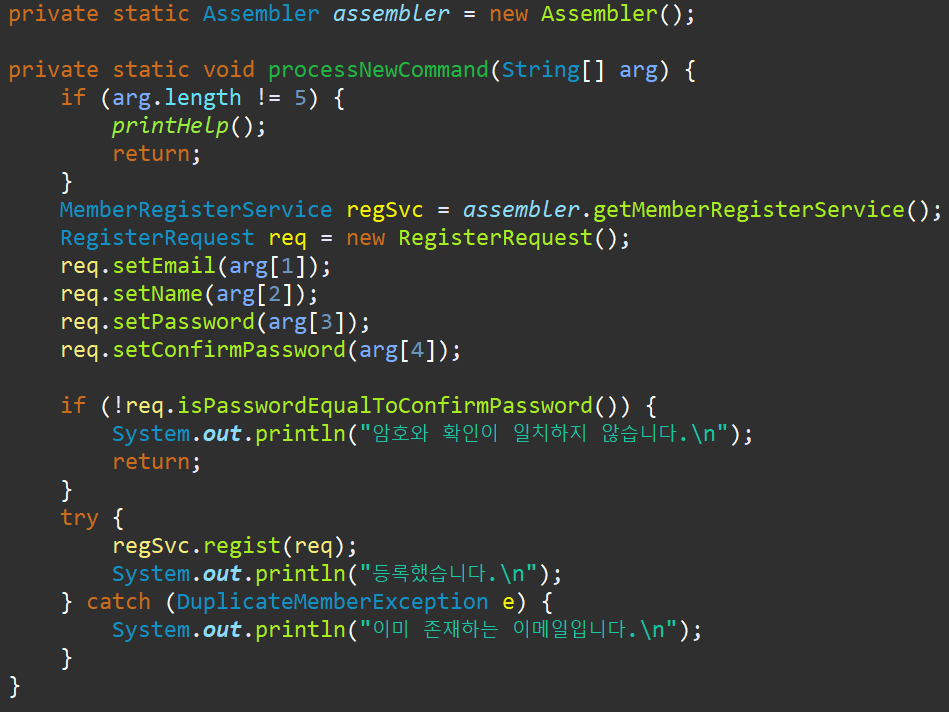 private static Assembler assembler = new Assembler();
private static void processNewCommand(String[] arg) {
if (arg.length != 5) {
printHelp();
return;
}
MemberRegisterService regSvc = assembler.getMemberRegisterService();
RegisterRequest req = new RegisterRequest();
req.setEmail(arg[1]);
req.setName(arg[2]);
req.setPassword(arg[3]);
req.setConfirmPassword(arg[4]);
if (!req.isPasswordEqualToConfirmPassword()) {
System.out.println("암호와 확인이 일치하지 않습니다.\n");
return;
}
try {
regSvc.regist(req);
System.out.println("등록했습니다.\n");
} catch (DuplicateMemberException e) {
System.out.println("이미 존재하는 이메일입니다.\n");
}
}